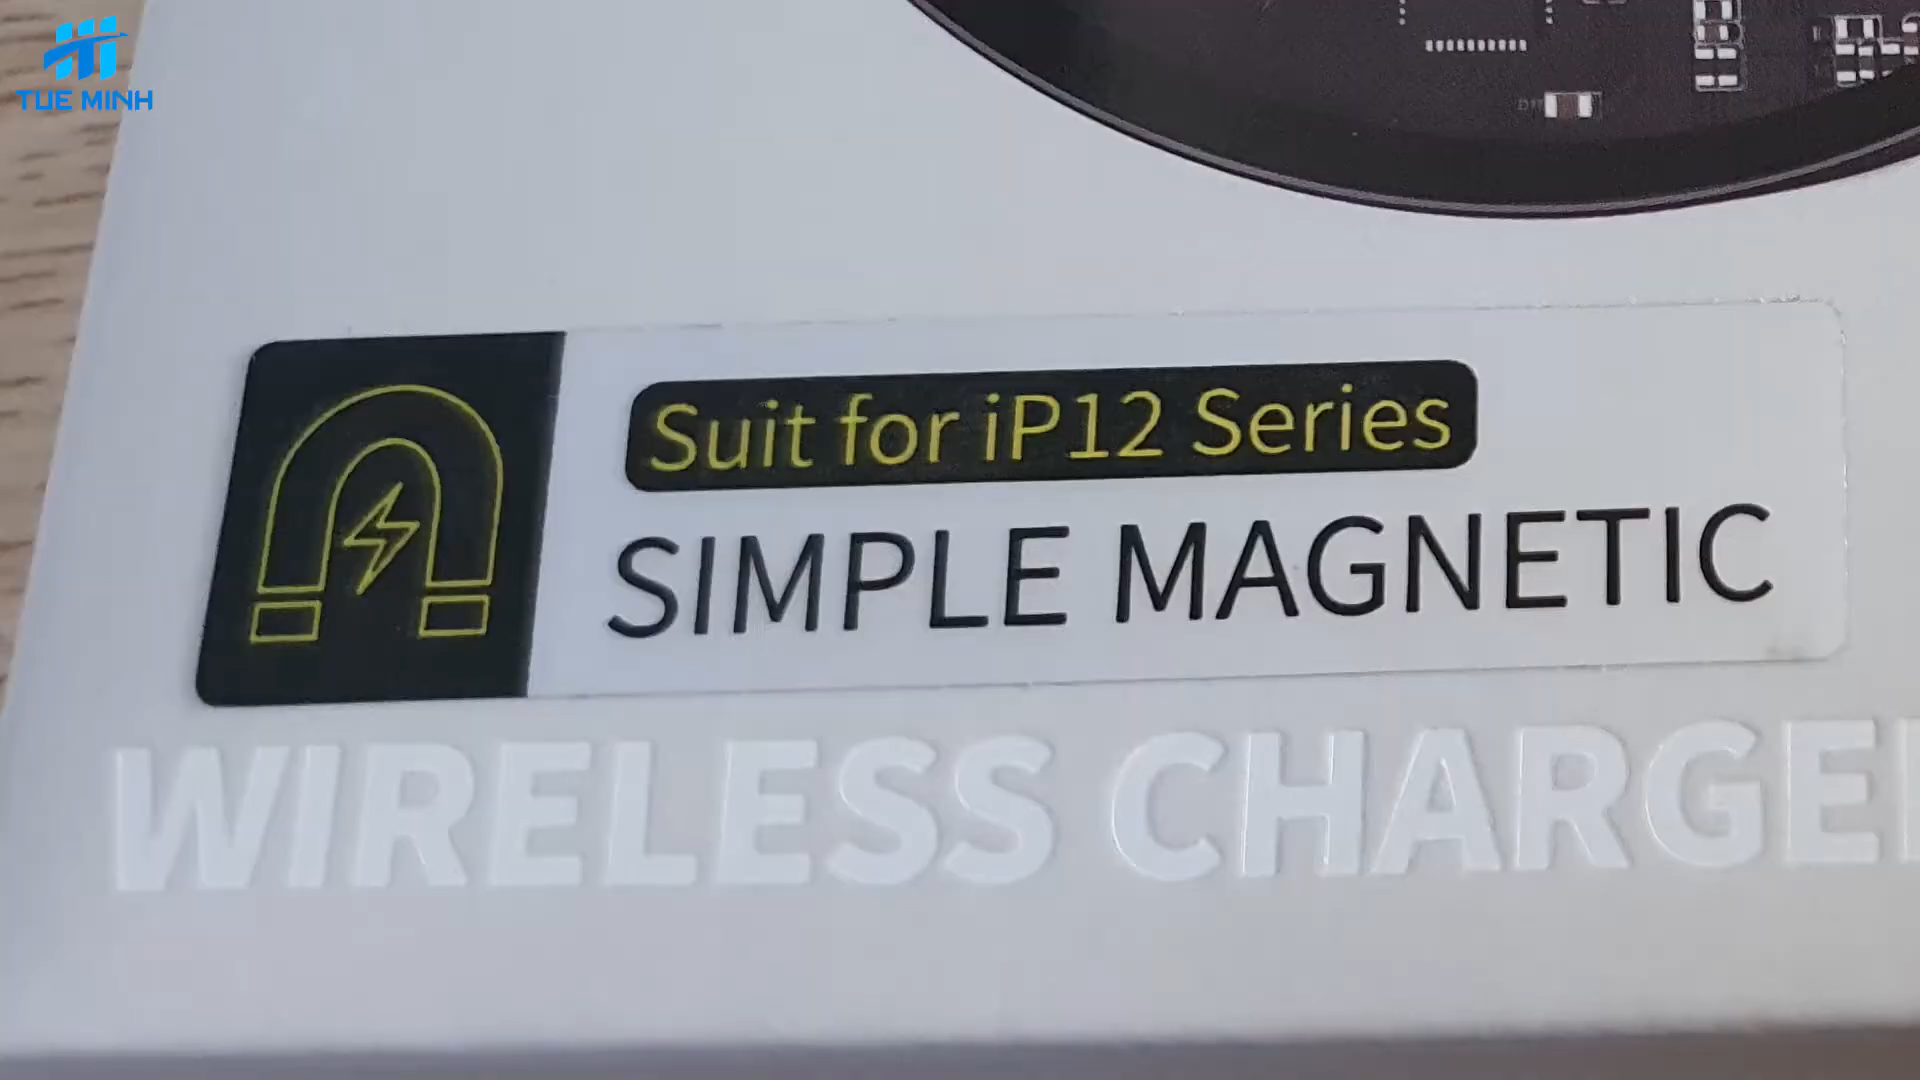 TUE MINH
Suit for iP12 Series
SIMPLE MAGNETIC
WIRELESS CHARGE